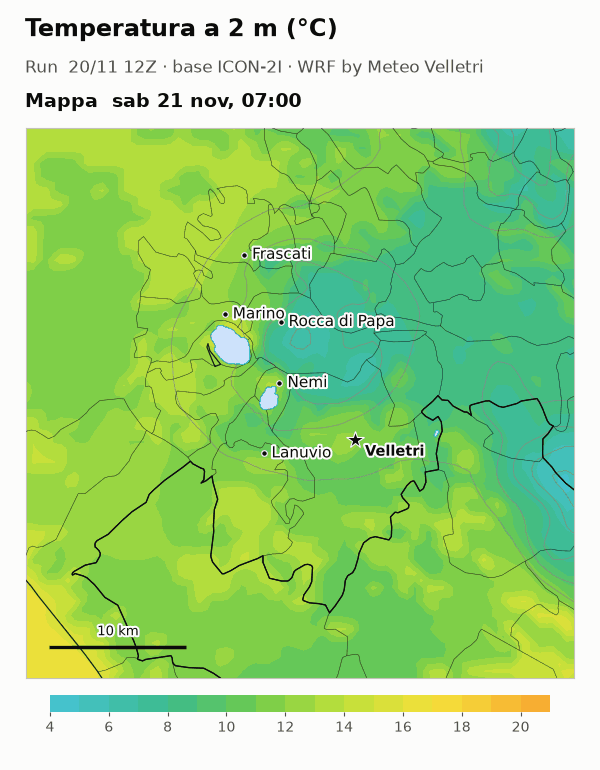 Temperatura a 2 m (°C)
Run  20/11 12Z · base ICON-2I · WRF by Meteo Velletri
Mappa  sab 21 nov, 07:00
Frascati
Marino
Rocca di Papa
Nemi
Velletri
Lanuvio
10 km
4 6 8 10 12 14 16 18 20